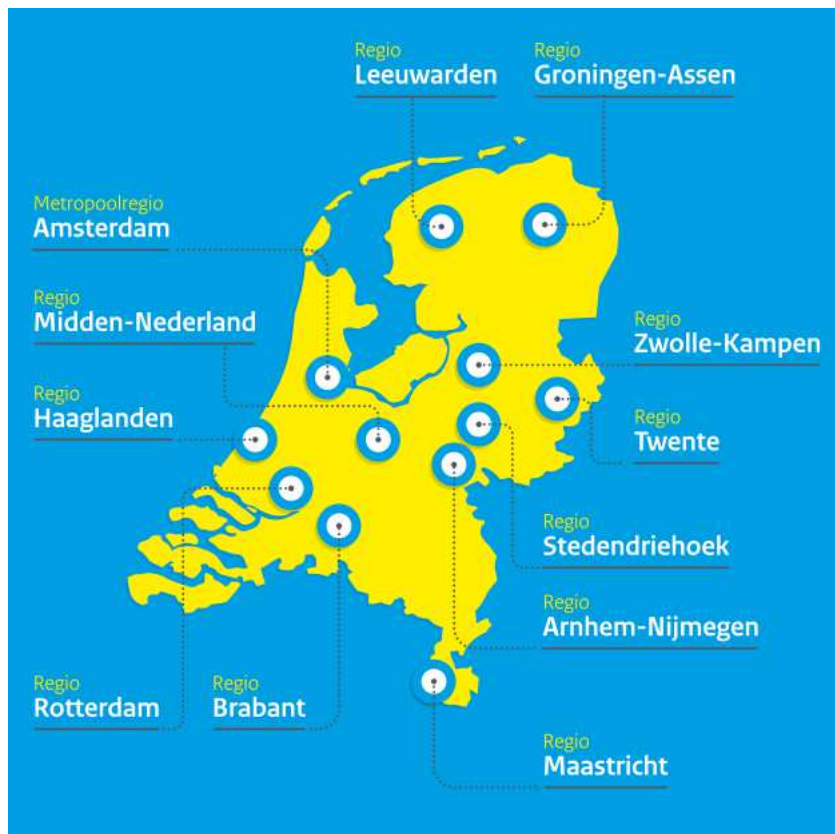 Regio
Leeuwarden
Regio
Groningen-Assen
Metropoolregio
Amsterdam
Regio
Midden-Nederland
Regio
Haaglanden
Regio
Zwolle-Kampen
Regio
Twente
Regio
Stedendriehoek
Regio
Arnhem-Nijmegen
Regio
Rotterdam
Regio
Brabant
Regio
Maastricht